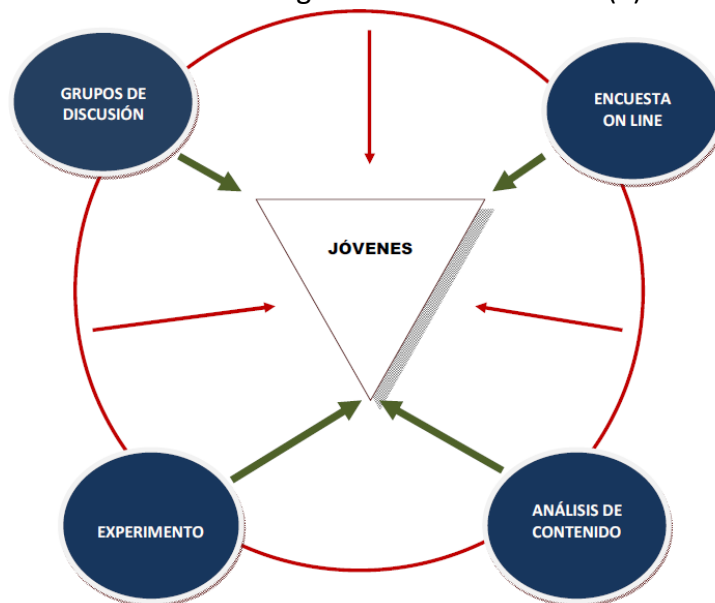 GRUPOS DE
DISCUSIÓN
ENCUESTA
ON LINE
JÓVENES
EXPERIMENTO
ANÁLISIS DE
CONTENIDO